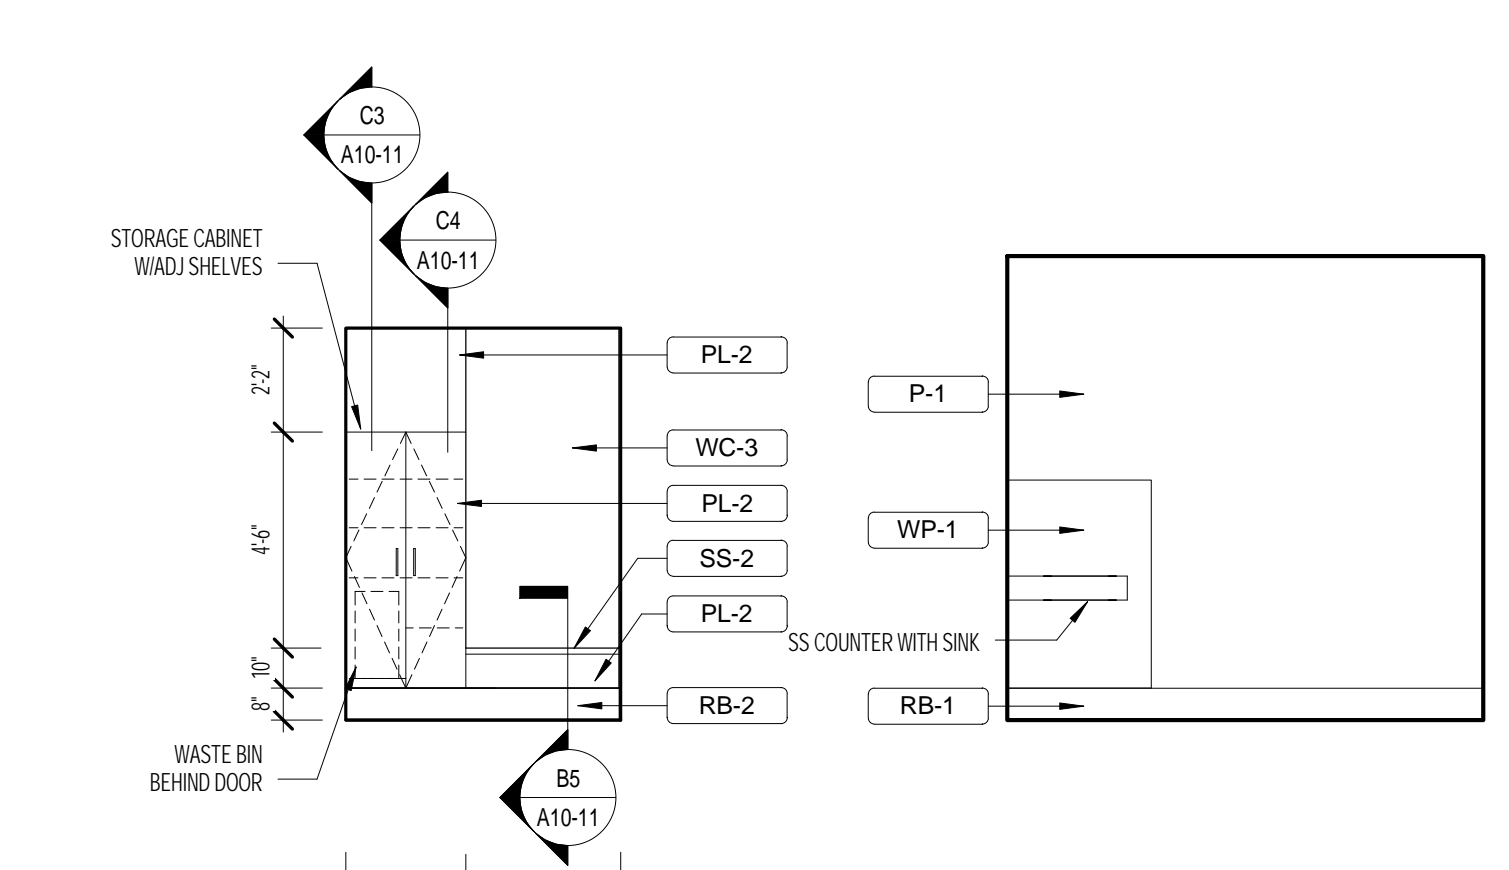 C3
A10-11
C4
A10-11
STORAGE CABINET
W/ADJ SHELVES
2'-2"
4'-6"
10"
8"
WASTE BIN
BEHIND DOOR
PL-2
WC-3
PL-2
SS-2
PL-2
RB-2
B5
A10-11
P-1
WP-1
SS COUNTER WITH SINK
RB-1